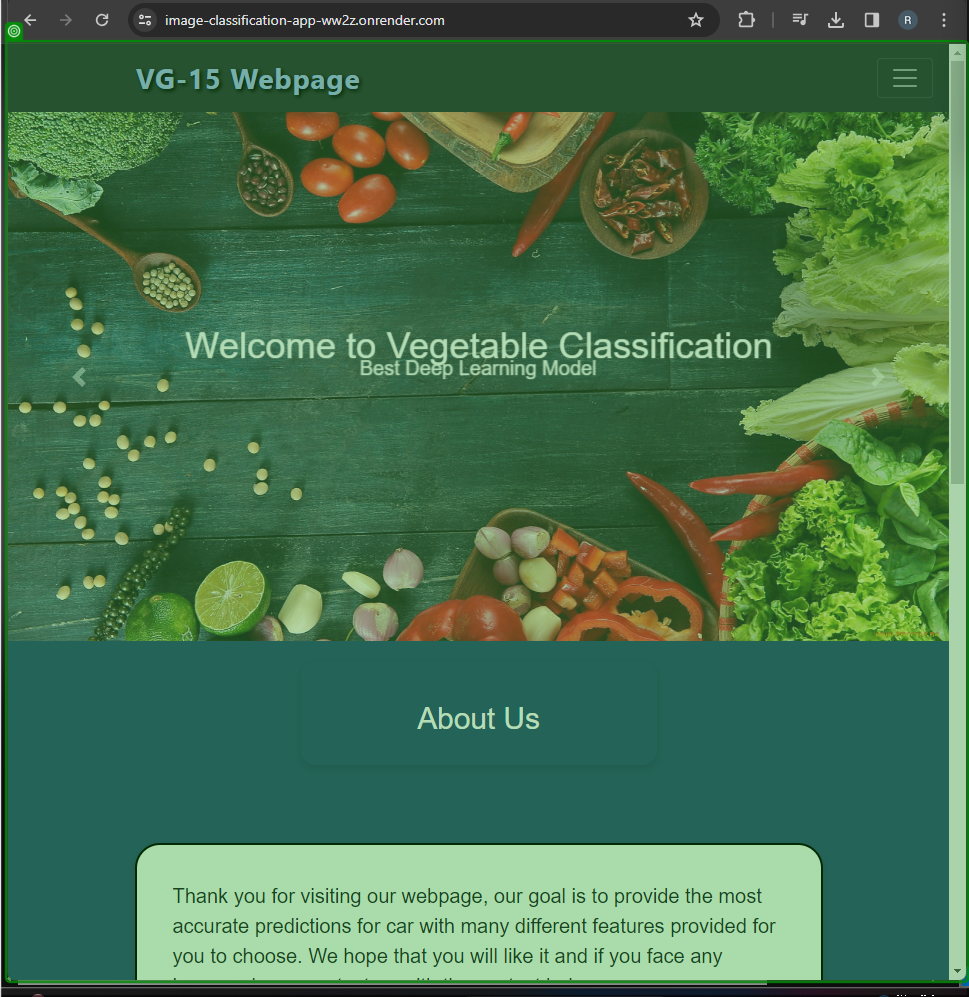 image-classification-app-ww2z.onrender.com
R
VG-15 Webpage
Welcome to Vegetable Classification
Best Deep Learning Model
About Us
Thank you for visiting our webpage, our goal is to provide the most
accurate predictions for car with many different features provided for
you to choose. We hope that you will like it and if you face any